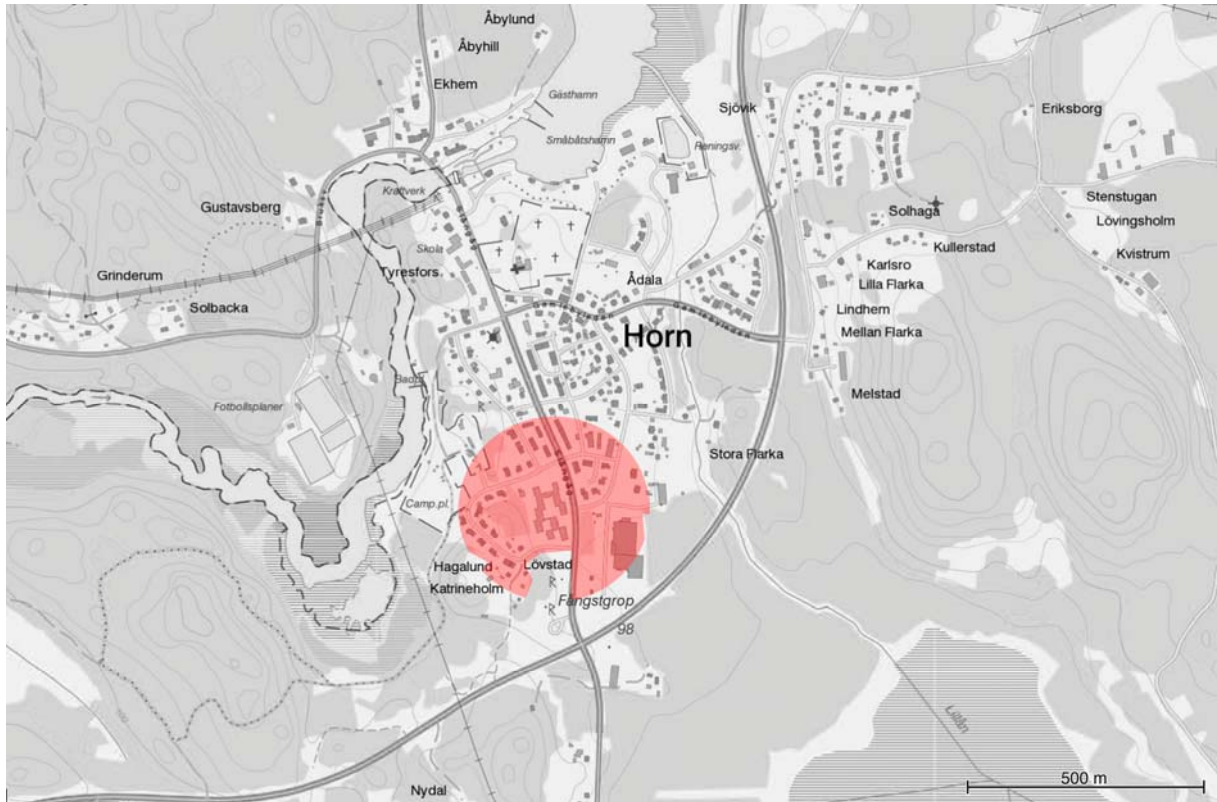 Åbylund
Åbyhill
Ekhem
Gästhamn
Småbåtshamn
Sjövik
Reningsv.
Eriksborg
Kraftverk
Gustavsberg
Stenstugan
Solhaga
Lövingsholm
Kullerstad
Skola
Kvistrum
Grinderum
Tyresfors
Ådala
Karlsro
Lilla Flarka
Solbacka
Lindhem
Horn
Mellan Flarka
Badpl.
Melstad
Fotbollsplaner
Stora Flarka
Camp.pl.
Hagalund
Lövstad
Katrineholm
Fångstgrop
98
Lillån
500 m
Nydal